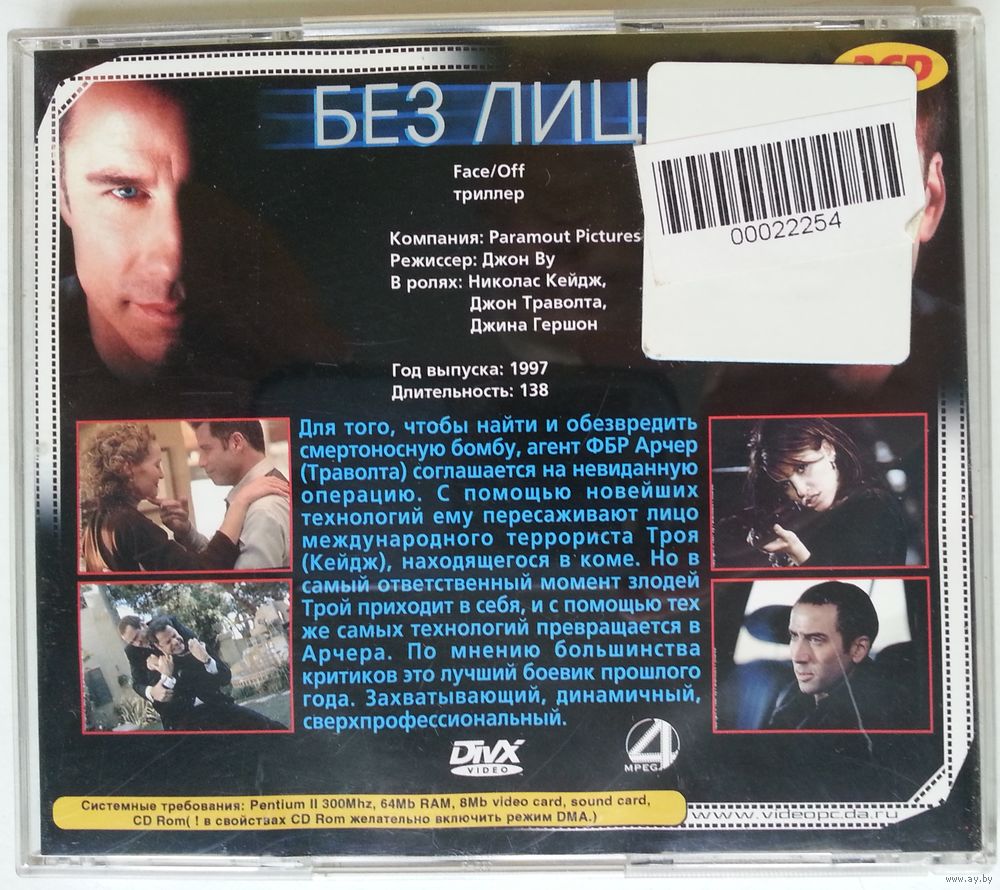 БЕЗ ЛИЦ
Face/Off
триллер
00022254
Компания: Paramout Pictures
Режиссер: Джон Ву
В ролях: Николас Кейдж,
Джон Траволта,
Джина Гершон
Год выпуска: 1997
Длительность: 138
Для того, чтобы найти и обезвредить
смертоносную бомбу, агент ФБР Арчер
(Траволта) соглашается на невиданную
операцию. С помощью новейших
технологий ему пересаживают лицо
международного террориста Троя
(Кейдж), находящегося в коме. Но в
самый ответственный момент злодей
Трой приходит в себя, и с помощью тех
же самых технологий превращается в
Арчера. По мнению большинства
критиков это лучший боевик прошлого
года. Захватывающий, динамичный,
сверхпрофессиональный.
DivX
VIDEO
4
MPEG
Системные требования: Pentium II 300Mhz, 64Mb RAM, 8Mb video card, sound card,
CD Rom( ! в свойствах CD Rom желательно включить режим DMA.)
www.videopc.da.ru
www.ay.by